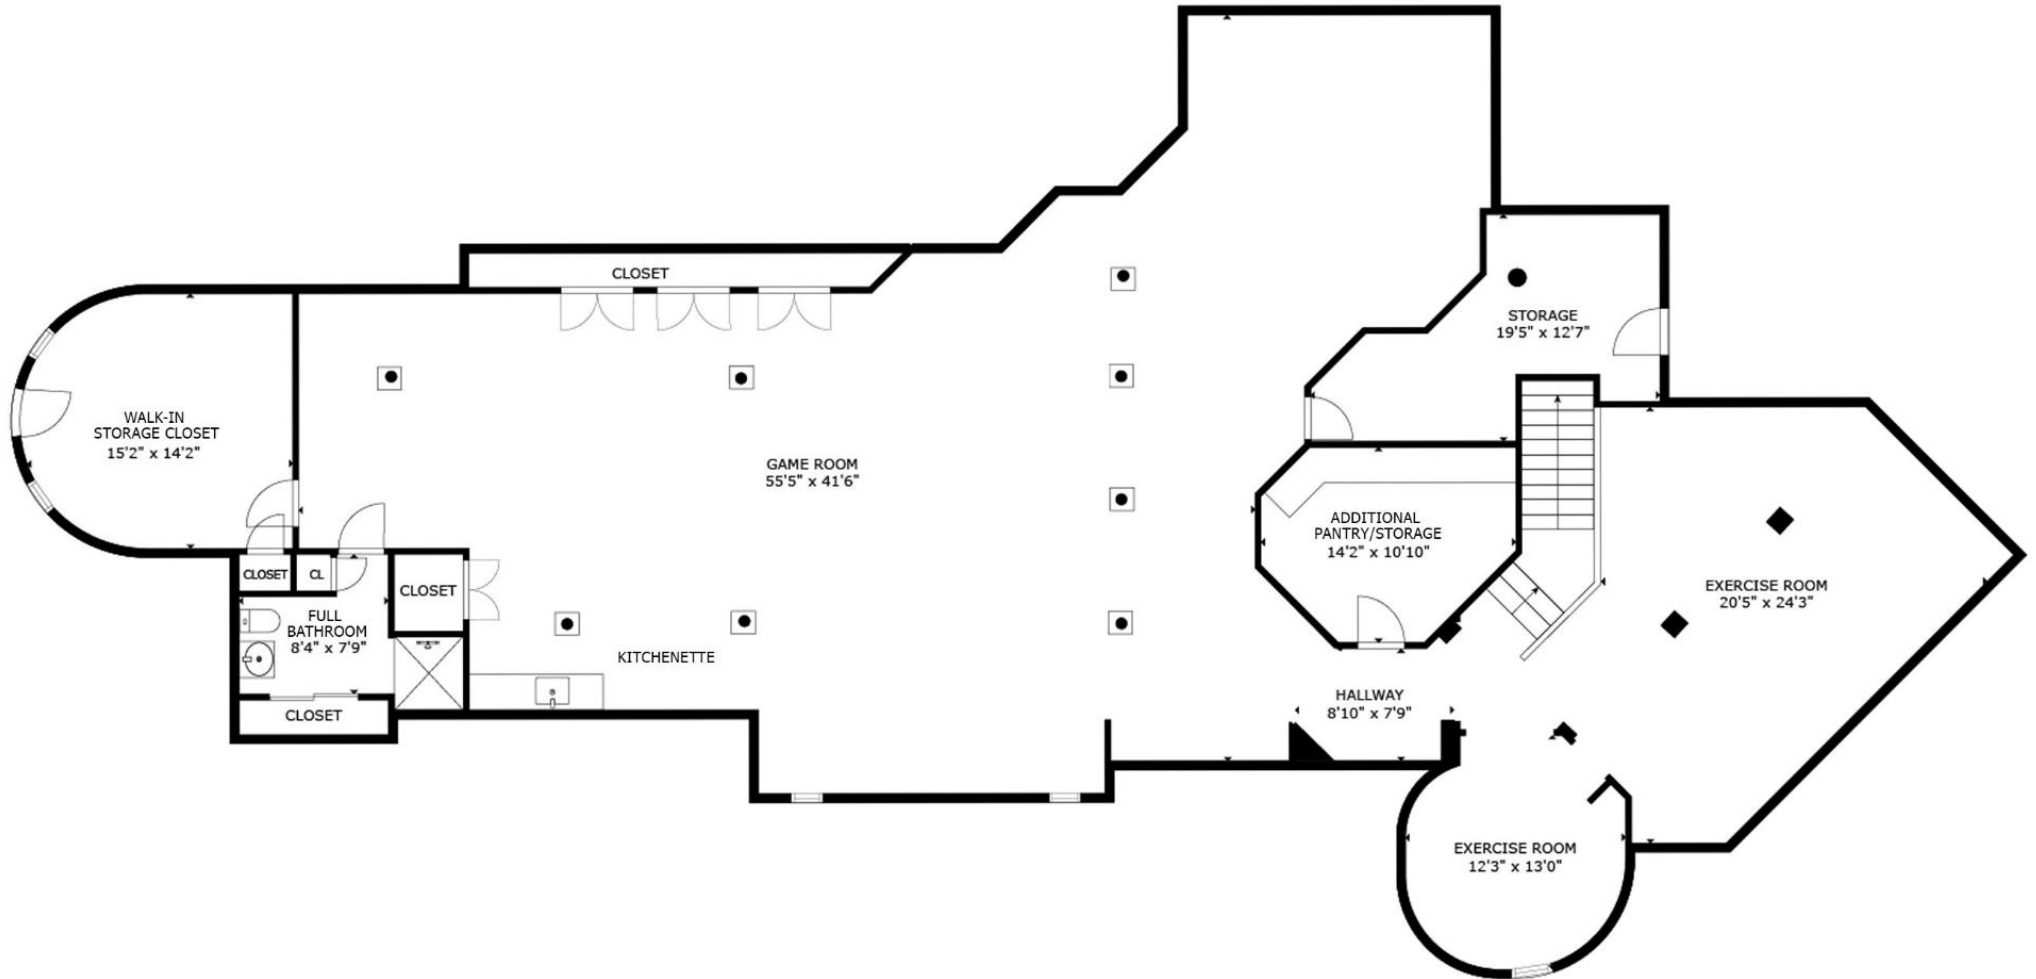 CLOSET
STORAGE
19'5" x 12'7"
WALK-IN
STORAGE CLOSET
15'2" x 14'2"
GAME ROOM
55'5" x 41'6"
ADDITIONAL
PANTRY/STORAGE
14'2" x 10'10"
CLOSET
CL
CLOSET
EXERCISE ROOM
20'5" x 24'3"
FULL
BATHROOM
8'4" x 7'9"
KITCHENETTE
HALLWAY
8'10" x 7'9"
CLOSET
EXERCISE ROOM
12'3" x 13'0"